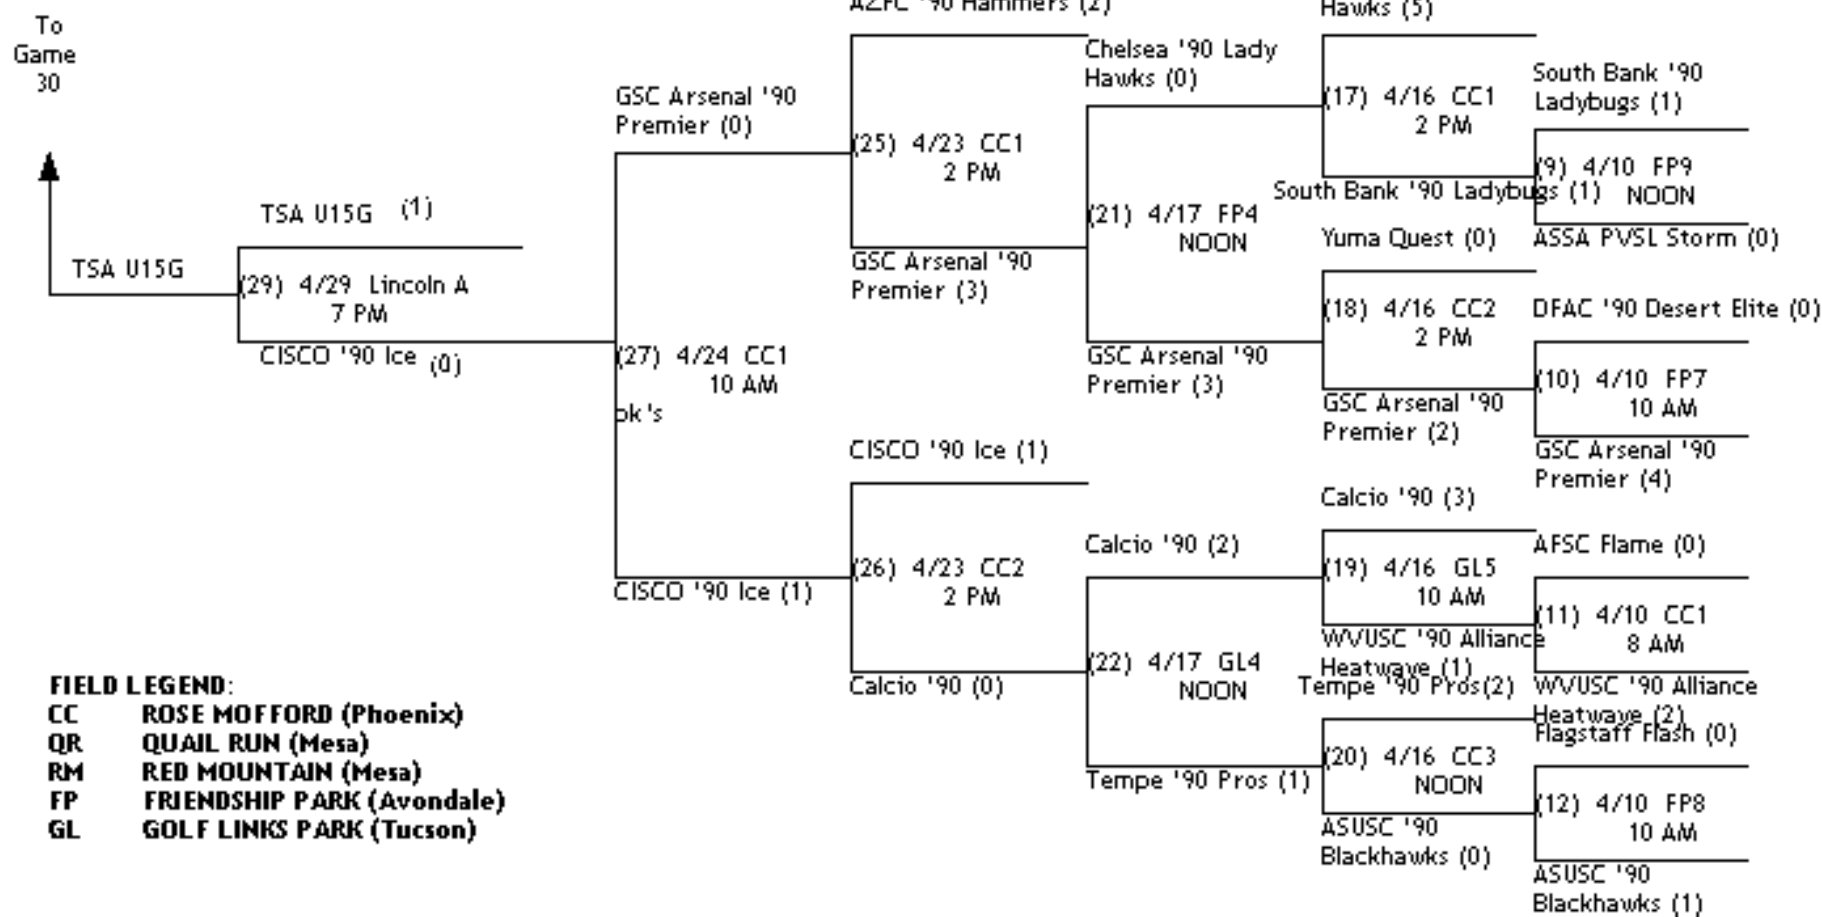 To
Game
30
TSA U15G
TSA U15G (1)
(29) 4/29 Lincoln A
7 PM
CISCO '90 Ice (0)
GSC Arsenal '90
Premier (0)
(27) 4/24 CC1
10 AM
pk's
CISCO '90 Ice (1)
AZFC '90 Hammers (2)
(25) 4/23 CC1
2 PM
GSC Arsenal '90
Premier (3)
CISCO '90 Ice (1)
(26) 4/23 CC2
2 PM
Calcio '90 (0)
Chelsea '90 Lady
Hawks (0)
(21) 4/17 FP4
NOON
GSC Arsenal '90
Premier (3)
Calcio '90 (2)
(22) 4/17 GL4
NOON
Tempe '90 Pros (1)
Hawks (5)
(17) 4/16 CC1
2 PM
South Bank '90 Ladybugs (1)
Yuma Quest (0)
(18) 4/16 CC2
2 PM
GSC Arsenal '90
Premier (2)
Calcio '90 (3)
(19) 4/16 GL5
10 AM
WVUSC '90 Alliance
Heatwave (1)
Tempe '90 Pros(2)
(20) 4/16 CC3
NOON
ASUSC '90
Blackhawks (0)
South Bank '90
Ladybugs (1)
(9) 4/10 FP9
NOON
ASSA PVSL Storm (0)
DFAC '90 Desert Elite (0)
(10) 4/10 FP7
10 AM
GSC Arsenal '90
Premier (4)
AFSC Flame (0)
(11) 4/10 CC1
8 AM
WVUSC '90 Alliance
Heatwave (2)
Flagstaff Flash (0)
(12) 4/10 FP8
10 AM
ASUSC '90
Blackhawks (1)
FIELD LEGEND:
CC ROSE MOFFORD (Phoenix)
QR QUAIL RUN (Mesa)
RM RED MOUNTAIN (Mesa)
FP FRIENDSHIP PARK (Avondale)
GL GOLF LINKS PARK (Tucson)